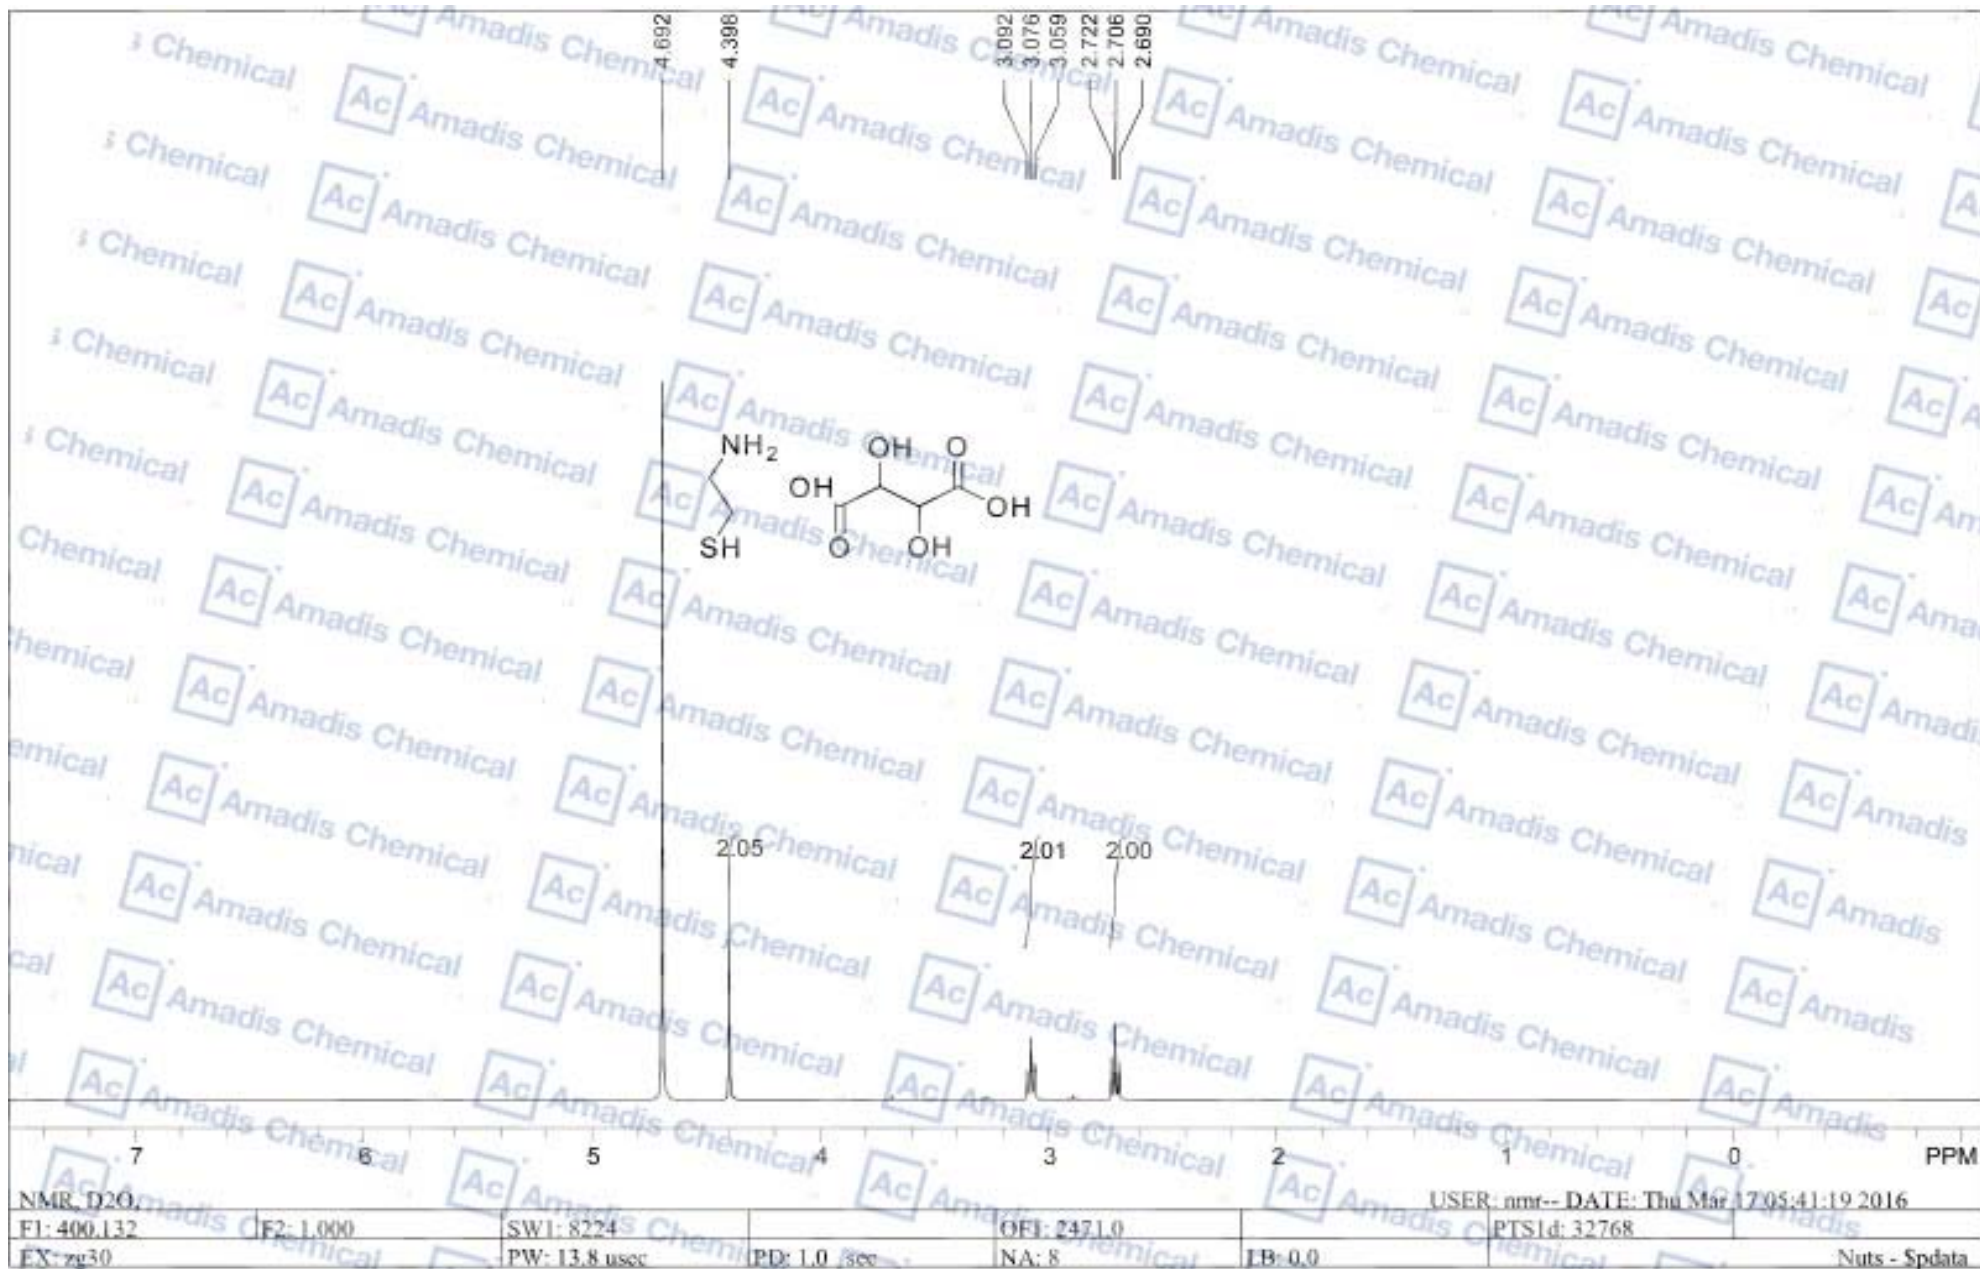 4.692
4.398
3.092
3.076
3.059
2.722
2.706
2.690
NH2
SH
OH
O
OH
OH
O
OH
2.05
2.01
2.00
7 6 5 4 3 2 1 0 PPM
NMR, D2O,
USER: nmr-- DATE: Thu Mar 17 05:41:19 2016
F1: 400.132 F2: 1.000 SW1: 8224 OF1: 2471.0 PTS1d: 32768
EX: zg30 PW: 13.8 usec PD: 1.0 sec NA: 8 LB: 0.0 Nuts - $pdata
Ac Amadis Chemical